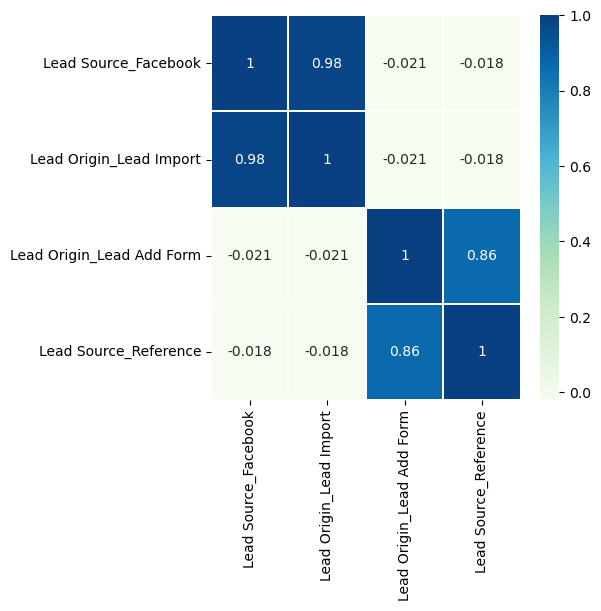 Lead Source_Facebook 1 0.98 -0.021 -0.018
Lead Origin_Lead Import 0.98 1 -0.021 -0.018
Lead Origin_Lead Add Form -0.021 -0.021 1 0.86
Lead Source_Reference -0.018 -0.018 0.86 1
Lead Source_Facebook
Lead Origin_Lead Import
Lead Origin_Lead Add Form
Lead Source_Reference
1.0
0.8
0.6
0.4
0.2
0.0